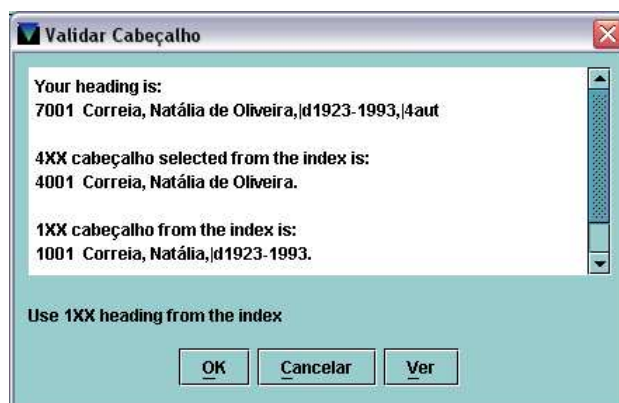 Validar Cabeçalho
Your heading is:
7001 Correia, Natália de Oliveira,|d1923-1993,|4aut
4XX cabeçalho selected from the index is:
4001 Correia, Natália de Oliveira.
1XX cabeçalho from the index is:
1001 Correia, Natália,|d1923-1993.
Use 1XX heading from the index
OK Cancelar Ver